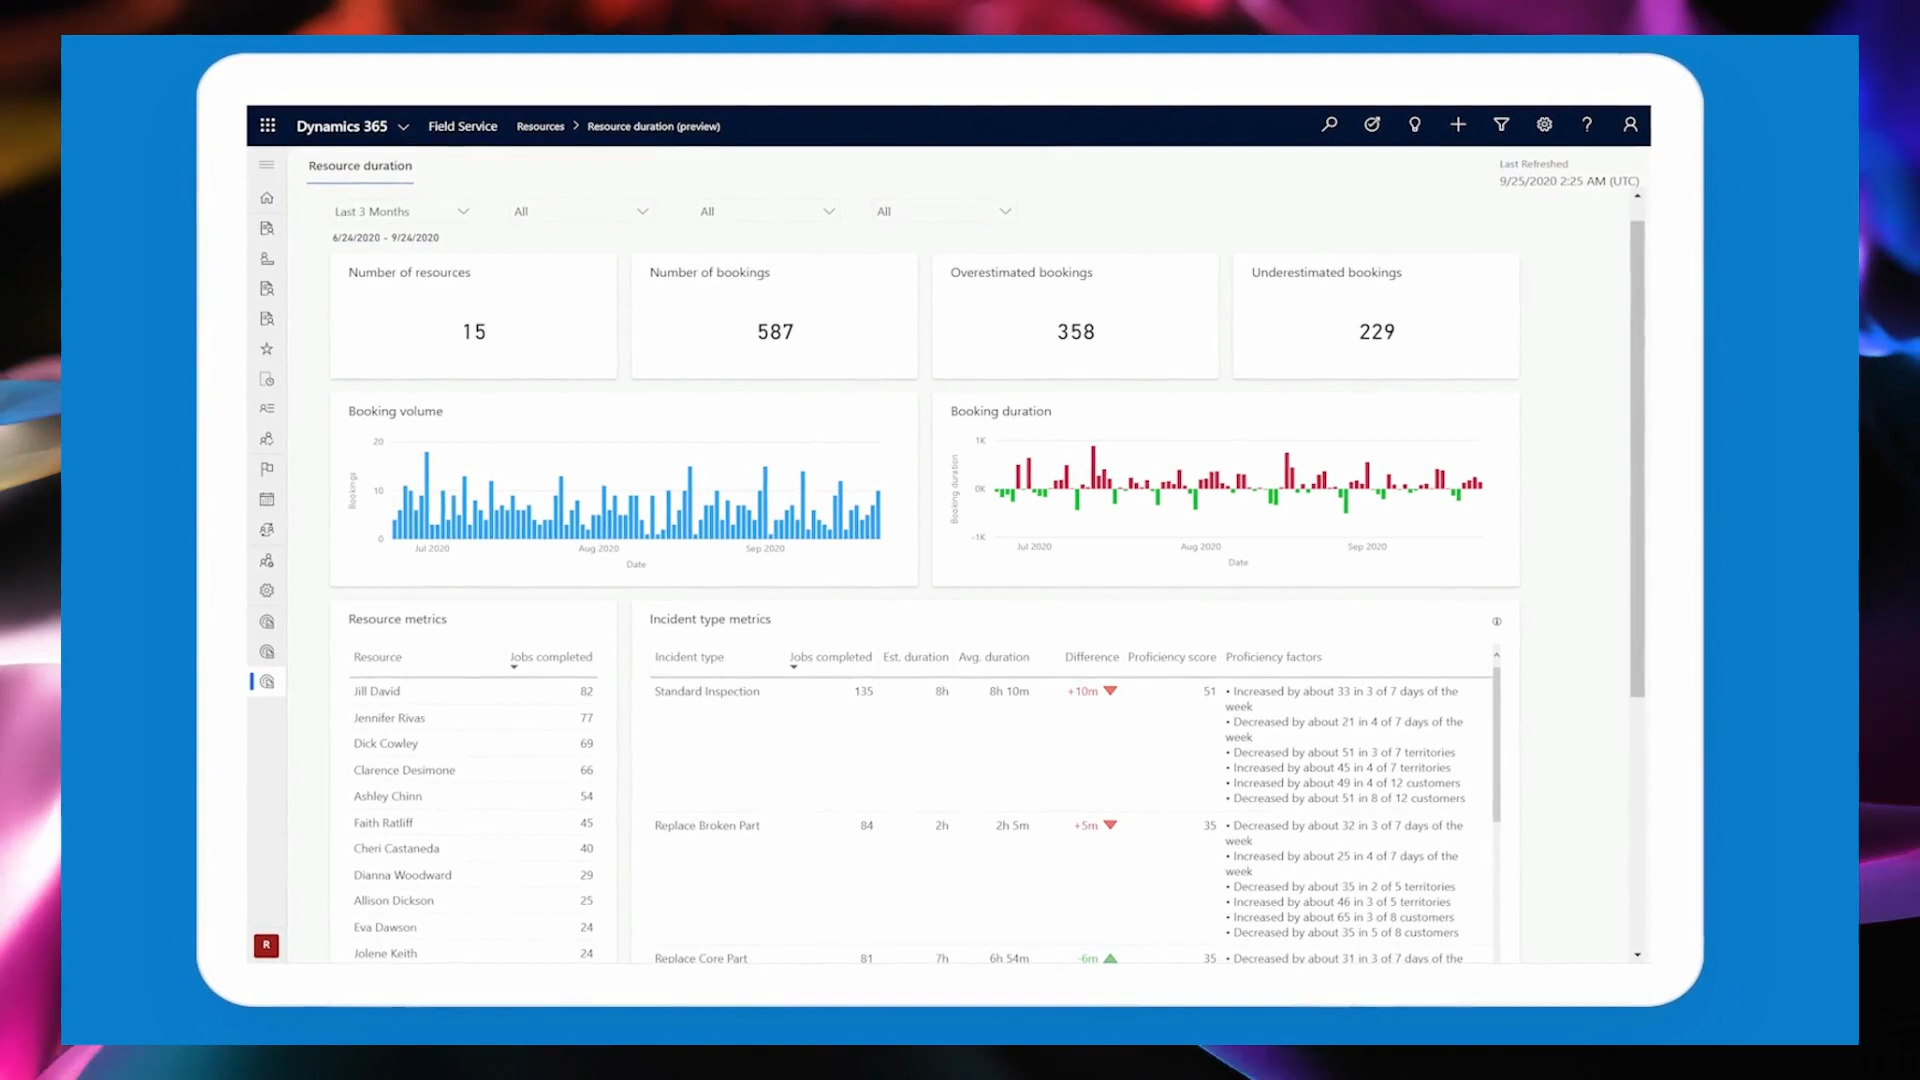 Dynamics 365 Field Service Resources > Resource duration (preview)
Resource duration
Last Refreshed
9/25/2020 2:25 AM (UTC)
Last 3 Months All All All
6/24/2020 - 9/24/2020
Number of resources
15
Number of bookings
587
Overestimated bookings
358
Underestimated bookings
229
Booking volume
Bookings
20
10
0
Jul 2020 Aug 2020 Sep 2020
Date
Booking duration
Booking duration
1K
0K
-1K
Jul 2020 Aug 2020 Sep 2020
Date
Resource metrics
Resource Jobs completed
Jill David 82
Jennifer Rivas 77
Dick Cowley 69
Clarence Desimone 66
Ashley Chinn 54
Faith Ratliff 45
Cheri Castaneda 40
Dianna Woodward 29
Allison Dickson 25
Eva Dawson 24
Jolene Keith 24
Incident type metrics
Incident type Jobs completed Est. duration Avg. duration Difference Proficiency score Proficiency factors
Standard Inspection 135 8h 8h 10m +10m 51 • Increased by about 33 in 3 of 7 days of the
week
• Decreased by about 21 in 4 of 7 days of the
week
• Decreased by about 51 in 3 of 7 territories
• Increased by about 45 in 4 of 7 territories
• Increased by about 49 in 4 of 12 customers
• Decreased by about 51 in 8 of 12 customers
Replace Broken Part 84 2h 2h 5m +5m 35 • Decreased by about 32 in 3 of 7 days of the
week
• Increased by about 25 in 4 of 7 days of the
week
• Decreased by about 35 in 2 of 5 territories
• Increased by about 46 in 3 of 5 territories
• Increased by about 65 in 3 of 8 customers
• Decreased by about 35 in 5 of 8 customers
Replace Core Part 81 7h 6h 54m -6m 35 • Decreased by about 31 in 3 of 7 days of the
R